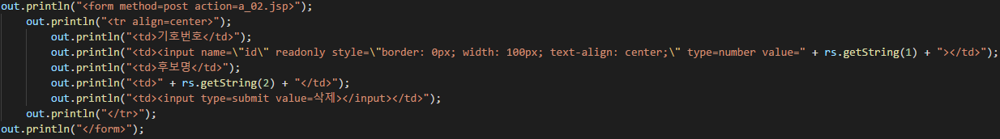 out.println("<form method=post action=a_02.jsp>");
out.println("<tr align=center>");
out.println("<td>기호번호</td>");
out.println("<td><input name=\"id\" readonly style=\"border: 0px; width: 100px; text-align: center;\" type=number value=" + rs.getString(1) + "></td>");
out.println("<td>후보명</td>");
out.println("<td>" + rs.getString(2) + "</td>");
out.println("<td><input type=submit value=삭제></input></td>");
out.println("</tr>");
out.println("</form>");